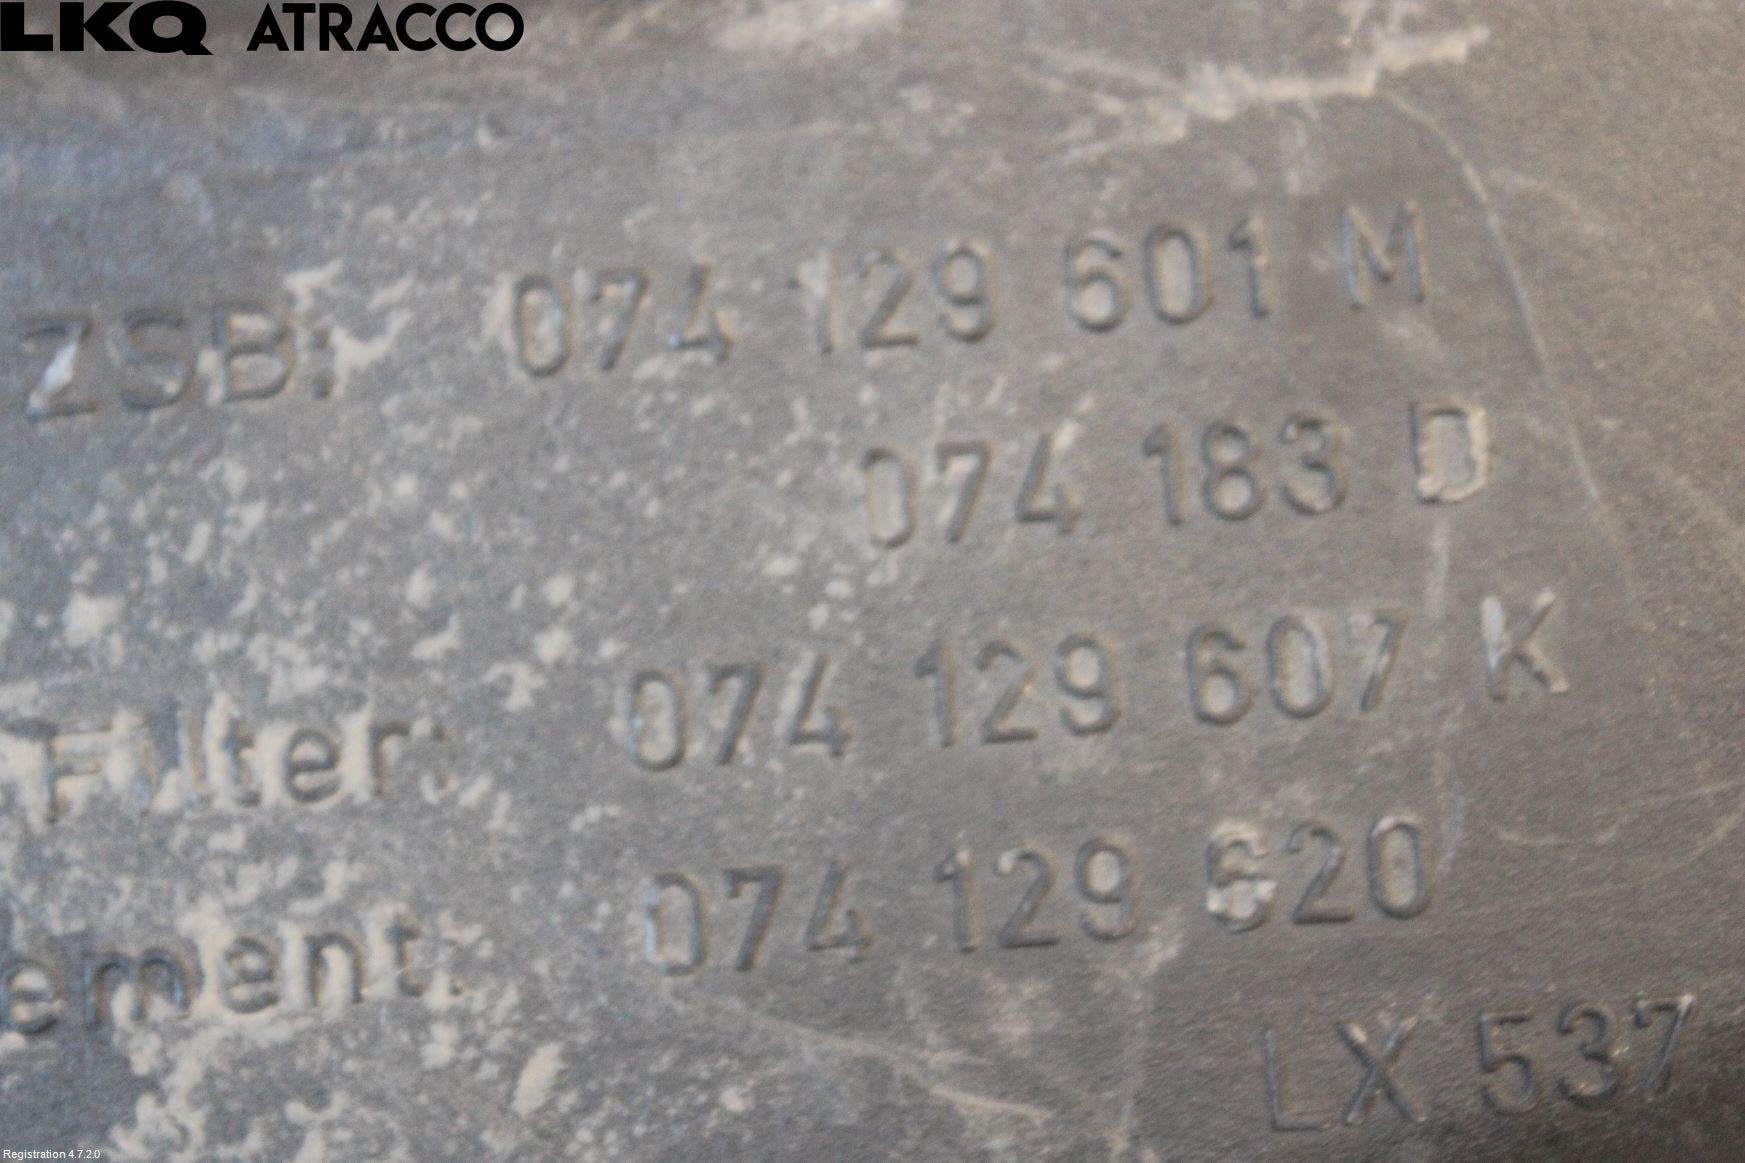 LKQ ATRACCO
ZSB: 074 129 601 M
074 183 D
Filter: 074 129 607 K
ement: 074 129 620
LX 537
Registration 4.7.2.0